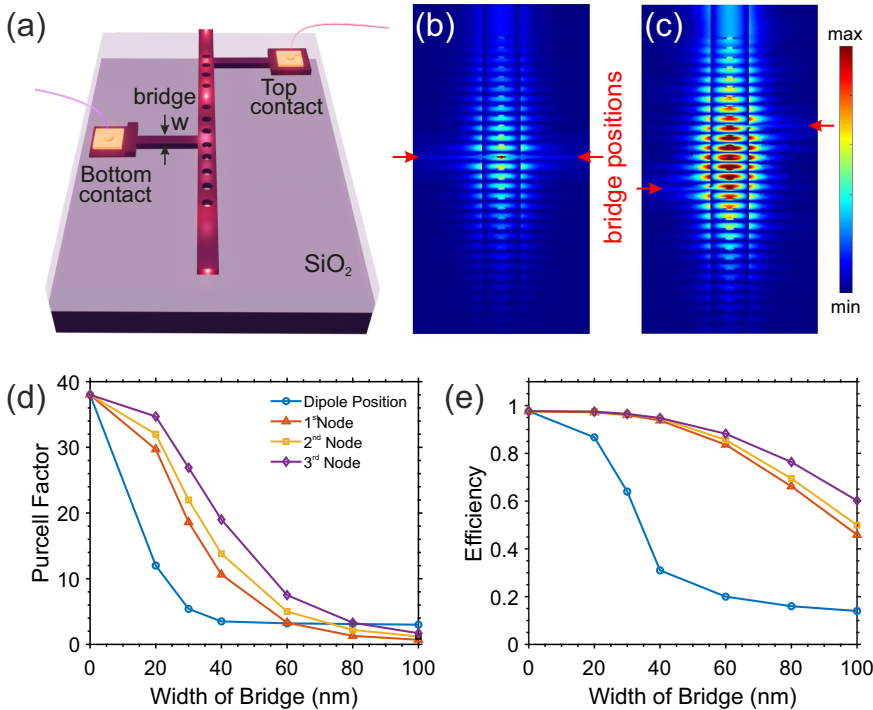 (a)
bridge
W
Top
contact
Bottom
contact
SiO₂
(b)
(c)
bridge positions
max
min
(d)
40
30
20
10
0
Purcell Factor
0 20 40 60 80 100
Width of Bridge (nm)
Dipole Position
1ˢᵗNode
2ⁿᵈ Node
3ʳᵈ Node
(e)
1
0.8
0.6
0.4
0.2
0
Efficiency
0 20 40 60 80 100
Width of Bridge (nm)